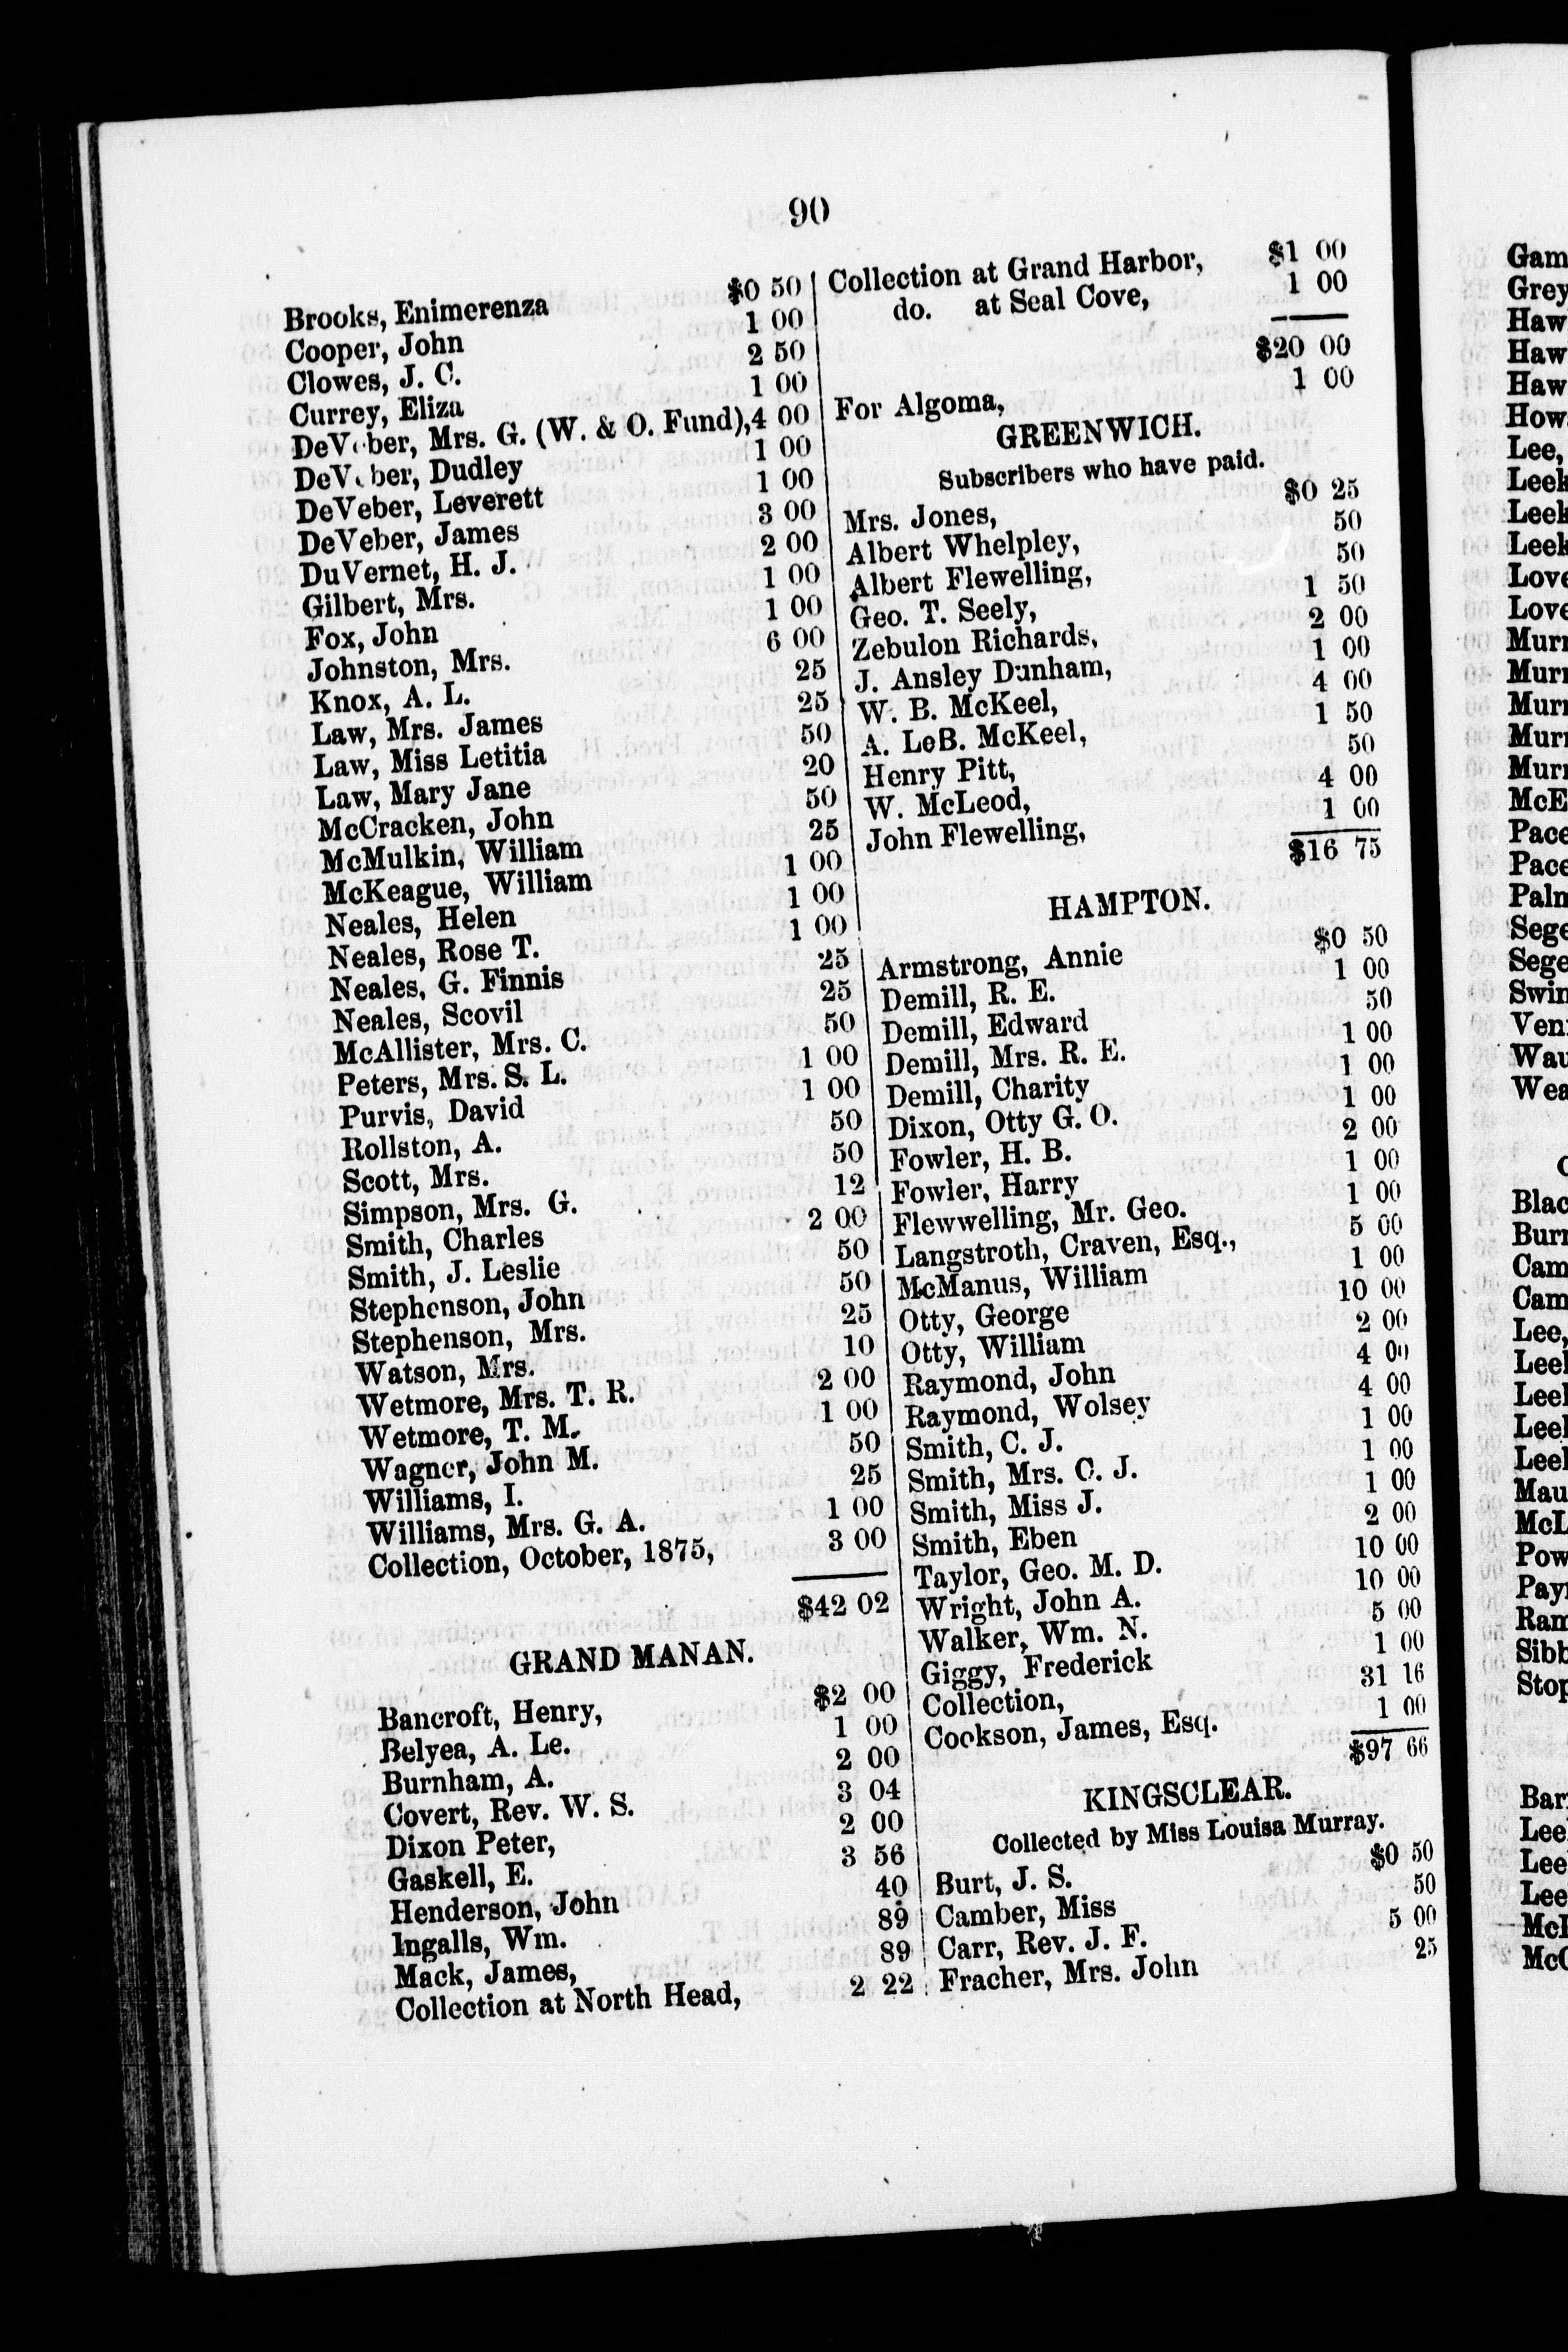 90
Brooks, Enimerenza $0 50
Cooper, John 1 00
Clowes, J. C. 2 50
Currey, Eliza 1 00
DeVeber, Mrs. G. (W. & O. Fund), 4 00
DeVeber, Dudley 1 00
DeVeber, Leverett 1 00
DeVeber, James 3 00
DuVernet, H. J. 2 00
Gilbert, Mrs. 1 00
Fox, John 1 00
Johnston, Mrs. 6 00
Knox, A. L. 25
Law, Mrs. James 25
Law, Miss Letitia 50
Law, Mary Jane 20
McCracken, John 50
McMulkin, William 25
McKeague, William 1 00
Neales, Helen 1 00
Neales, Rose T. 1 00
Neales, G. Finnis 25
Neales, Scovil 25
McAllister, Mrs. C. 50
Peters, Mrs. S. L. 1 00
Purvis, David 1 00
Rollston, A. 50
Scott, Mrs. 50
Simpson, Mrs. G. 12
Smith, Charles 2 00
Smith, J. Leslie 50
Stephenson, John 50
Stephenson, Mrs. 25
Watson, Mrs. 10
Wetmore, Mrs. T. R. 2 00
Wetmore, T. M. 1 00
Wagner, John M. 50
Williams, I. 25
Williams, Mrs. G. A. 1 00
Collection, October, 1875, 3 00
$42 02
GRAND MANAN.
Bancroft, Henry, $2 00
Belyea, A. Le. 1 00
Burnham, A. 2 00
Covert, Rev. W. S. 3 04
Dixon Peter, 2 00
Gaskell, E. 3 56
Henderson, John 40
Ingalls, Wm. 89
Mack, James, 89
Collection at North Head, 2 22
Collection at Grand Harbor, $1 00
do. at Seal Cove, 1 00
$20 00
For Algoma, 1 00
GREENWICH.
Subscribers who have paid.
Mrs. Jones, $0 25
Albert Whelpley, 50
Albert Flewelling, 50
Geo. T. Seely, 1 50
Zebulon Richards, 2 00
J. Ansley Dunham, 1 00
W. B. McKeel, 4 00
A. LeB. McKeel, 1 50
Henry Pitt, 50
W. McLeod, 4 00
John Flewelling, 1 00
$16 75
HAMPTON.
Armstrong, Annie $0 50
Demill, R. E. 1 00
Demill, Edward 50
Demill, Mrs. R. E. 1 00
Demill, Charity 1 00
Dixon, Otty G. O. 1 00
Fowler, H. B. 2 00
Fowler, Harry 1 00
Flewwelling, Mr. Geo. 1 00
Langstroth, Craven, Esq., 5 00
McManus, William 1 00
Otty, George 10 00
Otty, William 2 00
Raymond, John 4 00
Raymond, Wolsey 4 00
Smith, C. J. 1 00
Smith, Mrs. C. J. 1 00
Smith, Miss J. 1 00
Smith, Eben 2 00
Taylor, Geo. M. D. 10 00
Wright, John A. 10 00
Walker, Wm. N. 5 00
Giggy, Frederick 1 00
Collection, 31 16
Cookson, James, Esq. 1 00
$97 66
KINGSCLEAR.
Collected by Miss Louisa Murray.
Burt, J. S. $0 50
Camber, Miss 50
Carr, Rev. J. F. 5 00
Fracher, Mrs. John 25